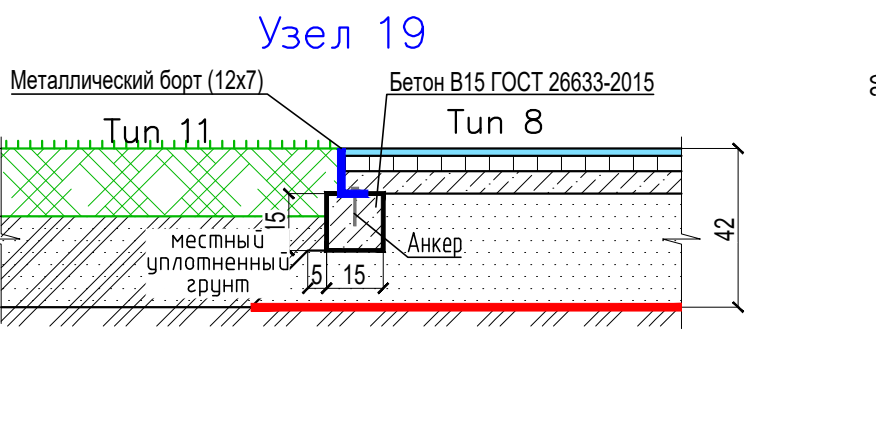 Узел 19
Металлический борт (12х7)
Бетон В15 ГОСТ 26633-2015
Тип 11
Тип 8
15
местный
уплотненный
грунт
Анкер
5
15
42